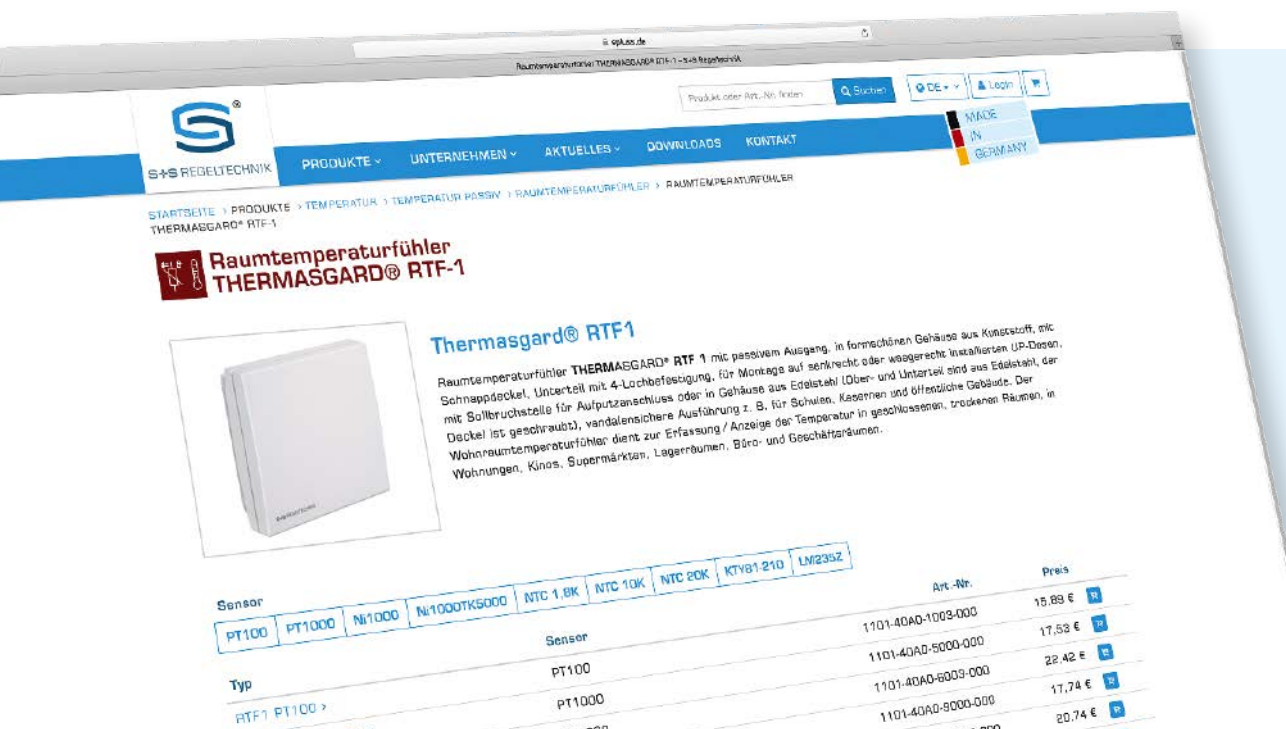 spluss.de
Raumtemperaturfühler THERMASGARD® RTF-1 – S+S Regeltechnik
Produkt oder Art.-Nr. finden
Suchen
DE
Login
MADE
IN
GERMANY
S+S REGELTECHNIK
®
PRODUKTE
UNTERNEHMEN
AKTUELLES
DOWNLOADS
KONTAKT
STARTSEITE > PRODUKTE > TEMPERATUR > TEMPERATUR PASSIV > RAUMTEMPERATURFÜHLER > RAUMTEMPERATURFÜHLER
THERMASGARD® RTF-1
Raumtemperaturfühler
THERMASGARD® RTF-1
Thermasgard® RTF1
Raumtemperaturfühler THERMASGARD® RTF 1 mit passivem Ausgang, in formschönen Gehäuse aus Kunststoff, mit
Schnappdeckel, Unterteil mit 4-Lochbefestigung, für Montage auf senkrecht oder waagerecht installierten UP-Dosen,
mit Sollbruchstelle für Aufputzanschluss oder in Gehäuse aus Edelstahl (Ober- und Unterteil sind aus Edelstahl, der
Deckel ist geschraubt), vandalensichere Ausführung z. B. für Schulen, Kasernen und öffentliche Gebäude. Der
Wohnraumtemperaturfühler dient zur Erfassung / Anzeige der Temperatur in geschlossenen, trockenen Räumen, in
Wohnungen, Kinos, Supermärkten, Lagerräumen, Büro- und Geschäftsräumen.
Sensor
PT100 PT1000 Ni1000 Ni1000TK5000 NTC 1,8K NTC 10K NTC 20K KTY81-210 LM235Z
Typ Sensor Art.-Nr. Preis
RTF1 PT100 > PT100 1101-40A0-1003-000 15,89 €
PT1000 1101-40A0-5000-000 17,53 €
1101-40A0-6003-000 22,42 €
1101-40A0-9000-000 17,74 €
20,74 €